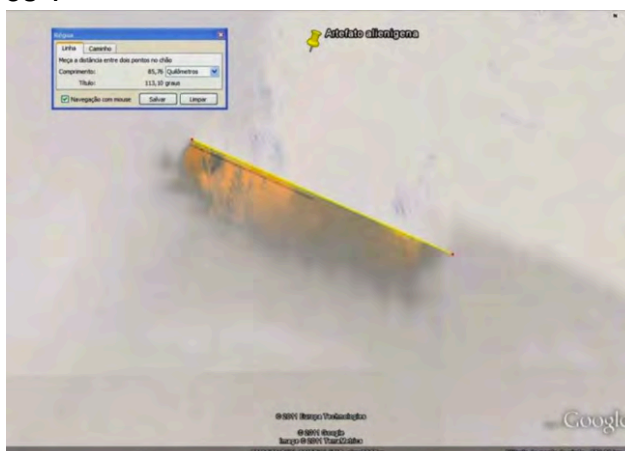 Régua
Linha Caminho
Meça a distância entre dois pontos no chão
Comprimento: 85,76 Quilômetros
Título: 113,10 graus
Navegação com mouse Salvar Limpar
Artefato alienígena
© 2011 Europa Technologies
© 2011 Google
Image © 2011 TerraMetrics
Google